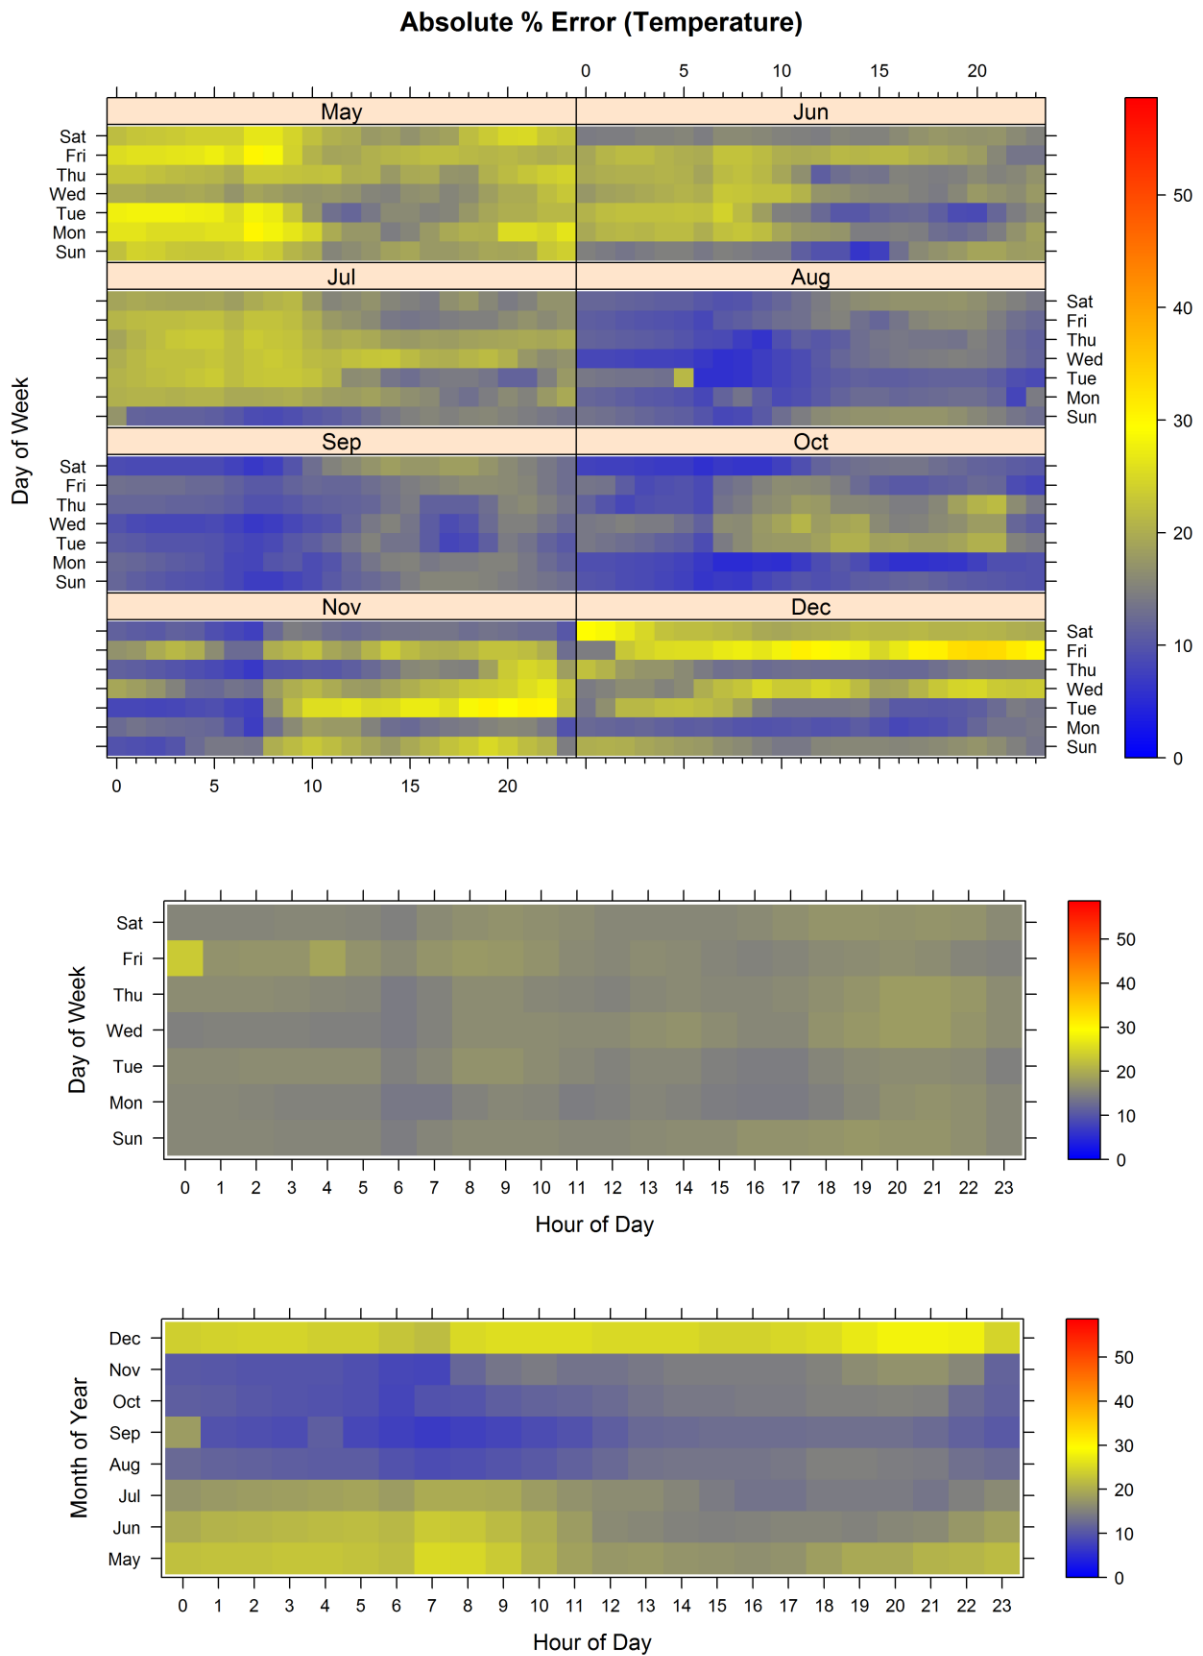 Absolute % Error (Temperature)
0 5 10 15 20
May Jun
Sat
Fri
Thu
Wed
Tue
Mon
Sun
50
40
30
20
10
0
Jul Aug
Sat
Fri
Thu
Wed
Tue
Mon
Sun
Day of Week
Sep Oct
Sat
Fri
Thu
Wed
Tue
Mon
Sun
Nov Dec
Sat
Fri
Thu
Wed
Tue
Mon
Sun
0 5 10 15 20
Day of Week
Sat
Fri
Thu
Wed
Tue
Mon
Sun
50
40
30
20
10
0
0 1 2 3 4 5 6 7 8 9 10 11 12 13 14 15 16 17 18 19 20 21 22 23
Hour of Day
Month of Year
Dec
Nov
Oct
Sep
Aug
Jul
Jun
May
50
40
30
20
10
0
0 1 2 3 4 5 6 7 8 9 10 11 12 13 14 15 16 17 18 19 20 21 22 23
Hour of Day